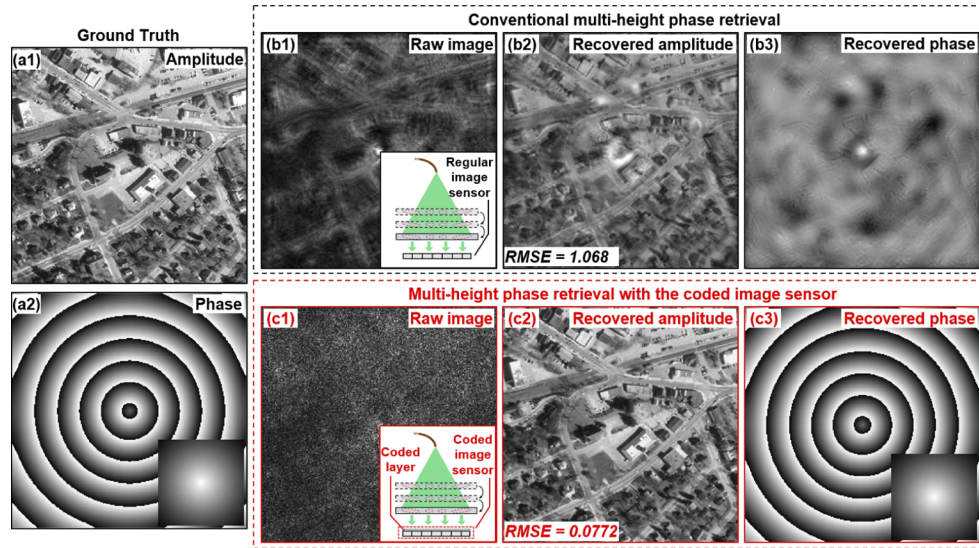 Ground Truth
(a1) Amplitude
(a2) Phase
Conventional multi-height phase retrieval
(b1) Raw image
Regular
image
sensor
(b2) Recovered amplitude
RMSE = 1.068
(b3) Recovered phase
Multi-height phase retrieval with the coded image sensor
(c1) Raw image
Coded
layer
Coded
image
sensor
(c2) Recovered amplitude
RMSE = 0.0772
(c3) Recovered phase